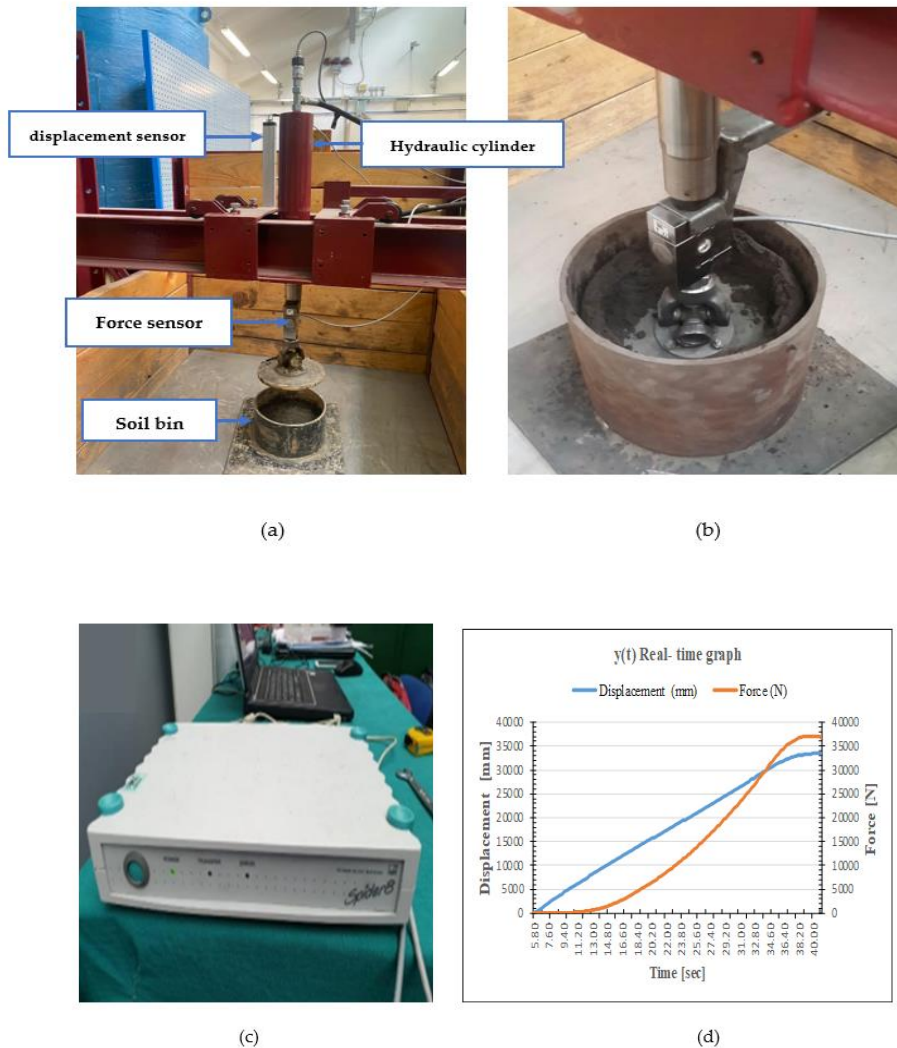 displacement sensor
Hydraulic cylinder
Force sensor
Soil bin
(a)
(b)
Spider8
(c)
y(t) Real- time graph
Displacement (mm)
Force (N)
40000
35000
30000
25000
20000
15000
10000
5000
0
Displacement [mm]
40000
35000
30000
25000
20000
15000
10000
5000
0
Force [N]
5.80
7.60
9.40
11.20
13.00
14.80
16.60
18.40
20.20
22.00
23.80
25.60
27.40
29.20
31.00
32.80
34.60
36.40
38.20
40.00
Time [sec]
(d)